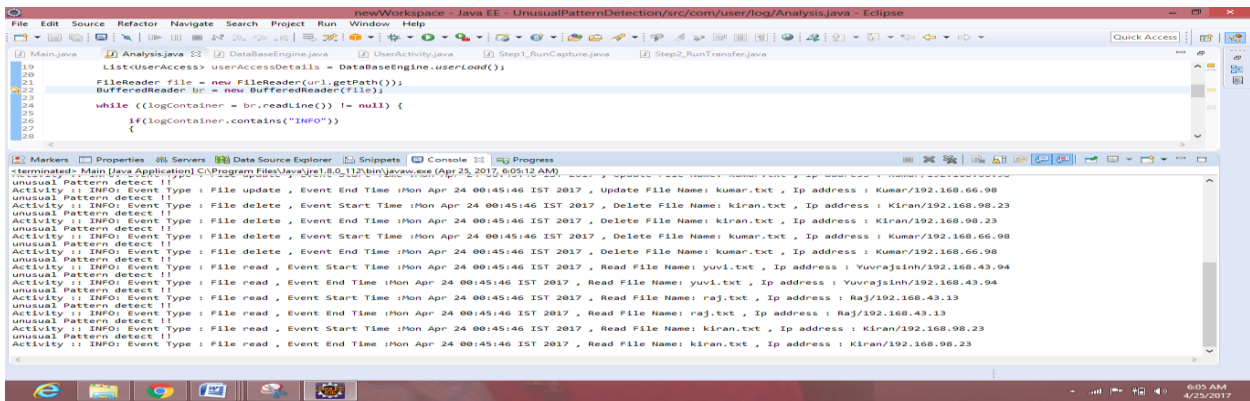 newWorkspace - Java EE - UnusualPatternDetection/src/com/user/log/Analysis.java - Eclipse
File Edit Source Refactor Navigate Search Project Run Window Help
Quick Access
Main.java Analysis.java DataBaseEngine.java UserActivity.java Step1_RunCapture.java Step2_RunTransfer.java
19 List<UserAccess> userAccessDetails = DataBaseEngine.userLoad();
20
21 FileReader file = new FileReader(url.getPath());
22 BufferedReader br = new BufferedReader(file);
23
24 while ((logContainer = br.readLine()) != null) {
25
26 if(logContainer.contains("INFO"))
27 {
28
Markers Properties Servers Data Source Explorer Snippets Console Progress
<terminated> Main [Java Application] C:\Program Files\Java\jre1.8.0_112\bin\javaw.exe (Apr 25, 2017, 6:05:12 AM)
unusual Pattern detect !!
Activity :: INFO: Event Type : File update , Event End Time :Mon Apr 24 00:45:46 IST 2017 , Update File Name: kumar.txt , Ip address : Kumar/192.168.66.98
unusual Pattern detect !!
Activity :: INFO: Event Type : File delete , Event Start Time :Mon Apr 24 00:45:46 IST 2017 , Delete File Name: kiran.txt , Ip address : Kiran/192.168.98.23
unusual Pattern detect !!
Activity :: INFO: Event Type : File delete , Event End Time :Mon Apr 24 00:45:46 IST 2017 , Delete File Name: kiran.txt , Ip address : Kiran/192.168.98.23
unusual Pattern detect !!
Activity :: INFO: Event Type : File delete , Event Start Time :Mon Apr 24 00:45:46 IST 2017 , Delete File Name: kumar.txt , Ip address : Kumar/192.168.66.98
unusual Pattern detect !!
Activity :: INFO: Event Type : File delete , Event End Time :Mon Apr 24 00:45:46 IST 2017 , Delete File Name: kumar.txt , Ip address : Kumar/192.168.66.98
unusual Pattern detect !!
Activity :: INFO: Event Type : File read , Event Start Time :Mon Apr 24 00:45:46 IST 2017 , Read File Name: yuvi.txt , Ip address : Yuvrajsinh/192.168.43.94
unusual Pattern detect !!
Activity :: INFO: Event Type : File read , Event End Time :Mon Apr 24 00:45:46 IST 2017 , Read File Name: yuvi.txt , Ip address : Yuvrajsinh/192.168.43.94
unusual Pattern detect !!
Activity :: INFO: Event Type : File read , Event Start Time :Mon Apr 24 00:45:46 IST 2017 , Read File Name: raj.txt , Ip address : Raj/192.168.43.13
unusual Pattern detect !!
Activity :: INFO: Event Type : File read , Event End Time :Mon Apr 24 00:45:46 IST 2017 , Read File Name: raj.txt , Ip address : Raj/192.168.43.13
unusual Pattern detect !!
Activity :: INFO: Event Type : File read , Event Start Time :Mon Apr 24 00:45:46 IST 2017 , Read File Name: kiran.txt , Ip address : Kiran/192.168.98.23
unusual Pattern detect !!
Activity :: INFO: Event Type : File read , Event End Time :Mon Apr 24 00:45:46 IST 2017 , Read File Name: kiran.txt , Ip address : Kiran/192.168.98.23
6:05 AM
4/25/2017